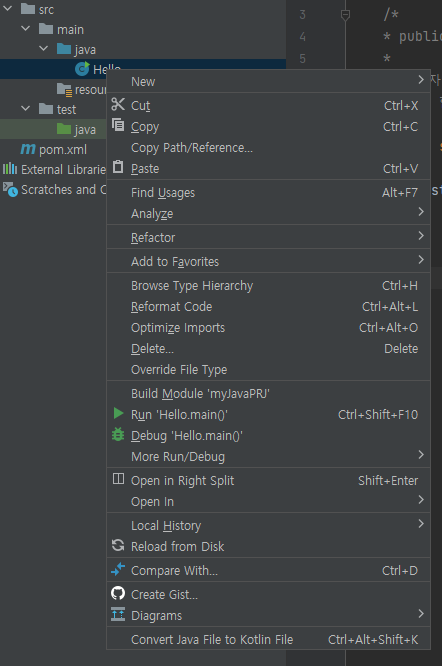 src
main
java
Hello
resou
test
java
pom.xml
External Librarie
Scratches and C
3 /*
4 * public
5 *
자
*
s
st
New
Cut Ctrl+X
Copy Ctrl+C
Copy Path/Reference...
Paste Ctrl+V
Find Usages Alt+F7
Analyze
Refactor
Add to Favorites
Browse Type Hierarchy Ctrl+H
Reformat Code Ctrl+Alt+L
Optimize Imports Ctrl+Alt+O
Delete... Delete
Override File Type
Build Module 'myJavaPRJ'
Run 'Hello.main()' Ctrl+Shift+F10
Debug 'Hello.main()'
More Run/Debug
Open in Right Split Shift+Enter
Open In
Local History
Reload from Disk
Compare With... Ctrl+D
Create Gist...
Diagrams
Convert Java File to Kotlin File Ctrl+Alt+Shift+K